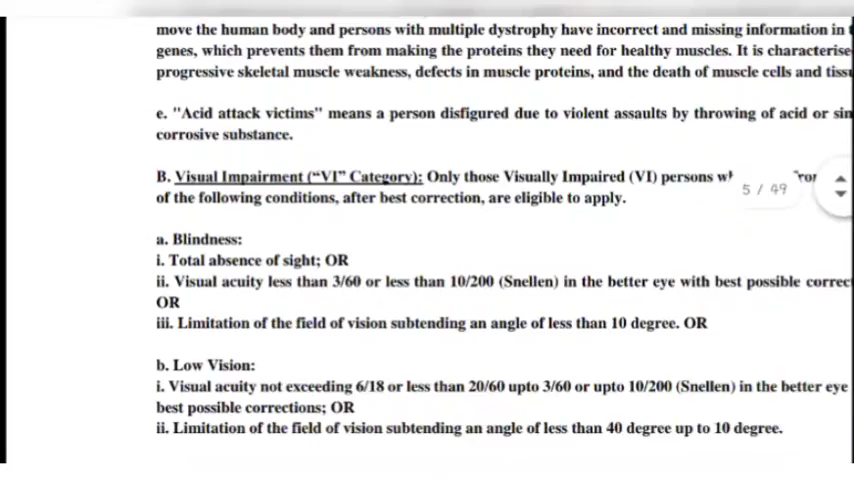 move the human body and persons with multiple dystrophy have incorrect and missing information in
genes, which prevents them from making the proteins they need for healthy muscles. It is characterise
progressive skeletal muscle weakness, defects in muscle proteins, and the death of muscle cells and tissu
e. "Acid attack victims" means a person disfigured due to violent assaults by throwing of acid or sim
corrosive substance.
B. Visual Impairment (“VI” Category): Only those Visually Impaired (VI) persons wh
5 / 49
of the following conditions, after best correction, are eligible to apply.
a. Blindness:
i. Total absence of sight; OR
ii. Visual acuity less than 3/60 or less than 10/200 (Snellen) in the better eye with best possible correc
OR
iii. Limitation of the field of vision subtending an angle of less than 10 degree. OR
b. Low Vision:
i. Visual acuity not exceeding 6/18 or less than 20/60 upto 3/60 or upto 10/200 (Snellen) in the better eye
best possible corrections; OR
ii. Limitation of the field of vision subtending an angle of less than 40 degree up to 10 degree.